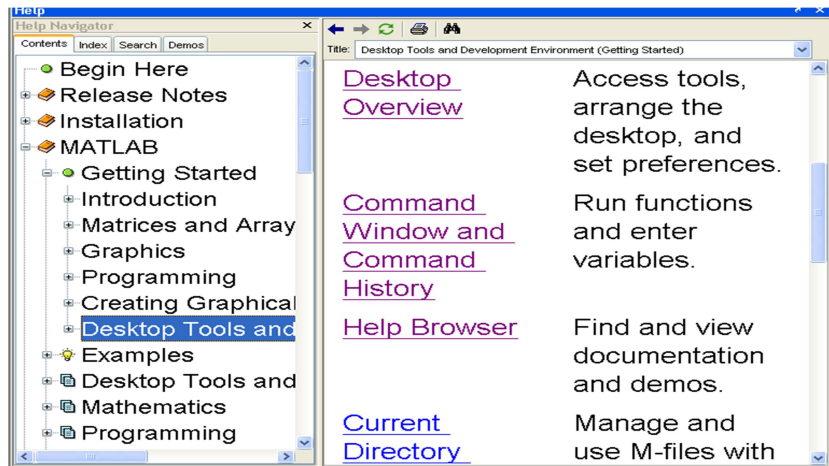 Help
Help Navigator
Contents Index Search Demos
Begin Here
Release Notes
Installation
MATLAB
Getting Started
Introduction
Matrices and Array
Graphics
Programming
Creating Graphical
Desktop Tools and
Examples
Desktop Tools and
Mathematics
Programming
Title: Desktop Tools and Development Environment (Getting Started)
Desktop
Overview
Access tools,
arrange the
desktop, and
set preferences.
Command
Window and
Command
History
Run functions
and enter
variables.
Help Browser
Find and view
documentation
and demos.
Current
Directory
Manage and
use M-files with